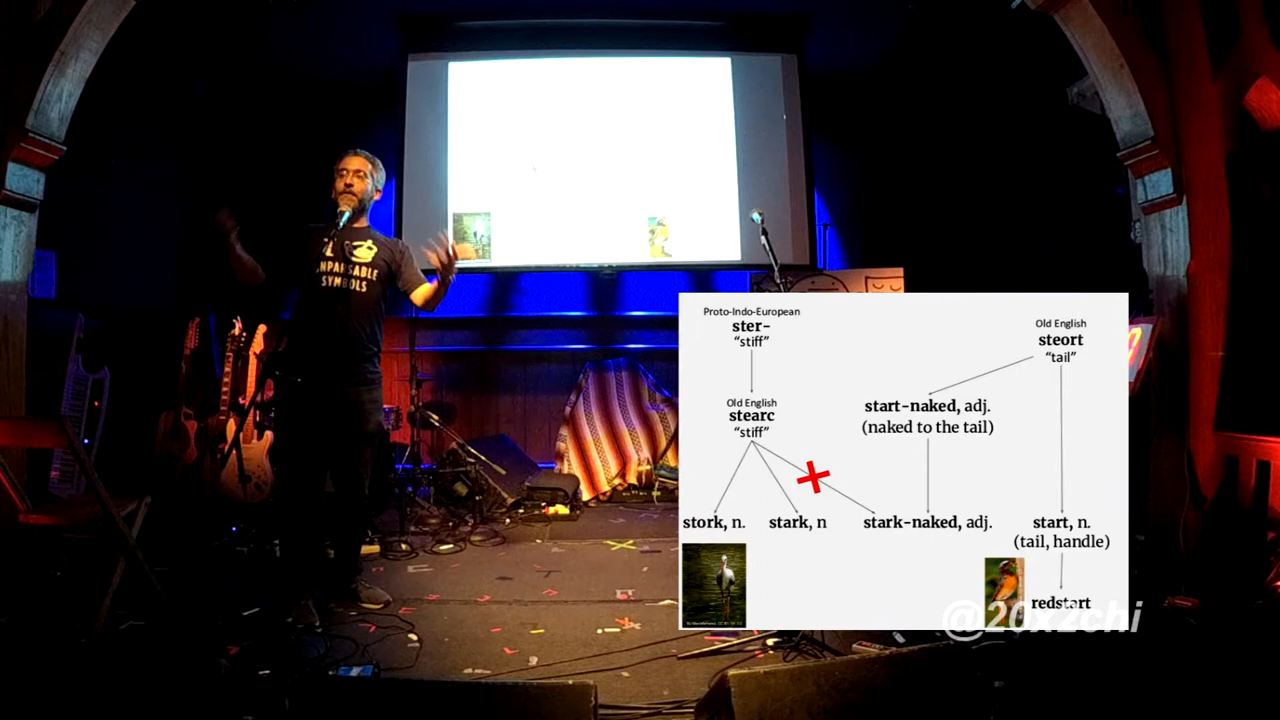 UNPARSABLE
SYMBOLS
Proto-Indo-European
ster-
“stiff”
Old English
stearc
“stiff”
stork, n.
stark, n
stark-naked, adj.
Old English
steort
“tail”
start-naked, adj.
(naked to the tail)
start, n.
(tail, handle)
redstart
@20x2chi